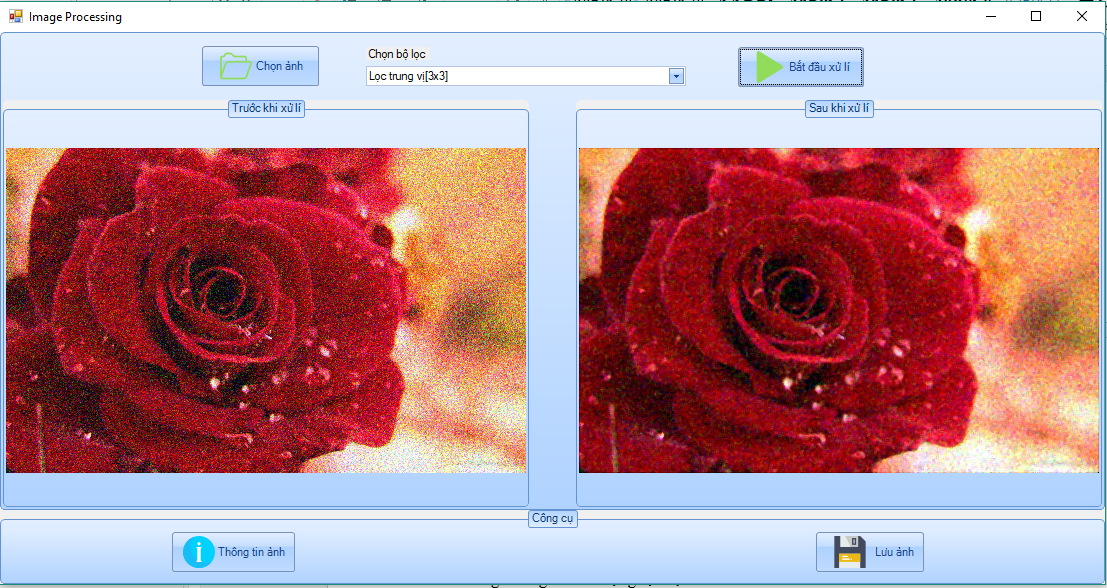 Image Processing
Chọn ảnh
Chọn bộ lọc
Lọc trung vị[3x3]
Bắt đầu xử lí
Trước khi xử lí
Sau khi xử lí
Công cụ
Thông tin ảnh
Lưu ảnh